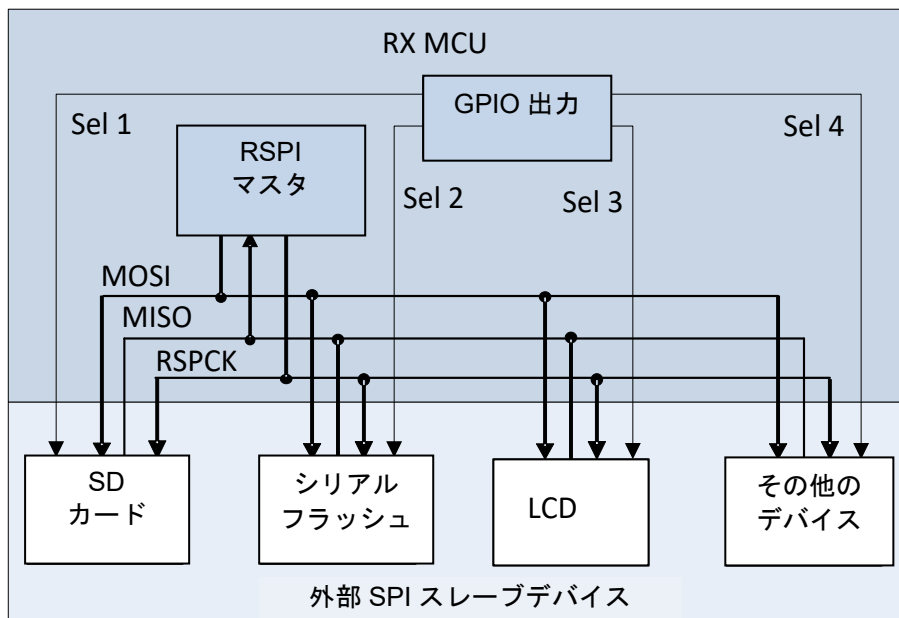 RX MCU
GPIO 出力
Sel 1
Sel 4
RSPI
マスタ
Sel 2
Sel 3
MOSI
MISO
RSPCK
SD
カード
シリアル
フラッシュ
LCD
その他の
デバイス
外部 SPI スレーブデバイス